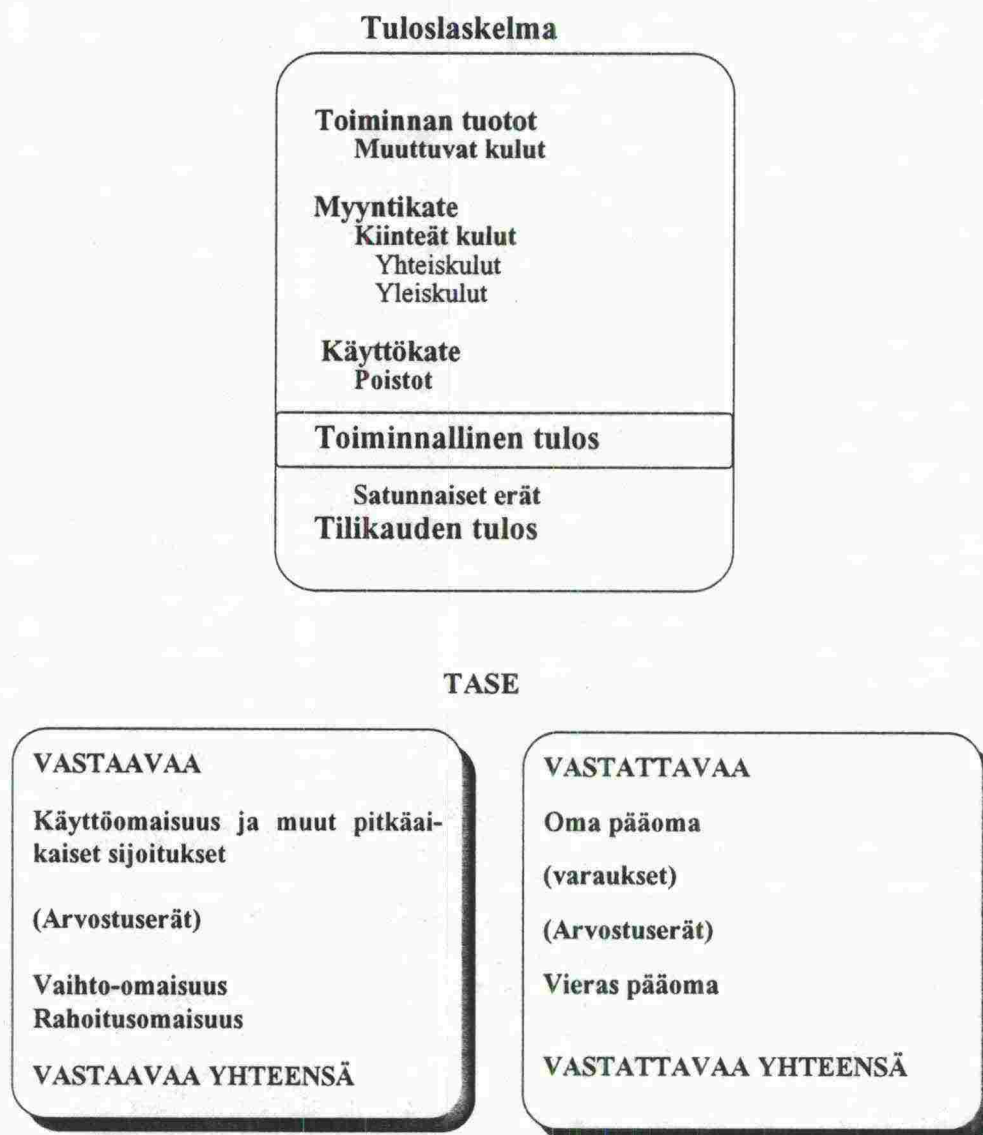 Tuloslaskelma
Toiminnan tuotot
Muuttuvat kulut
Myyntikate
Kiinteät kulut
Yhteiskulut
Yleiskulut
Käyttökate
Poistot
Toiminnallinen tulos
Satunnaiset erät
Tilikauden tulos
TASE
VASTAAVAA
Käyttöomaisuus ja muut pitkäai-
kaiset sijoitukset
(Arvostuserät)
Vaihto-omaisuus
Rahoitusomaisuus
VASTAAVAA YHTEENSÄ
VASTATTAVAA
Oma pääoma
(varaukset)
(Arvostuserät)
Vieras pääoma
VASTATTAVAA YHTEENSÄ